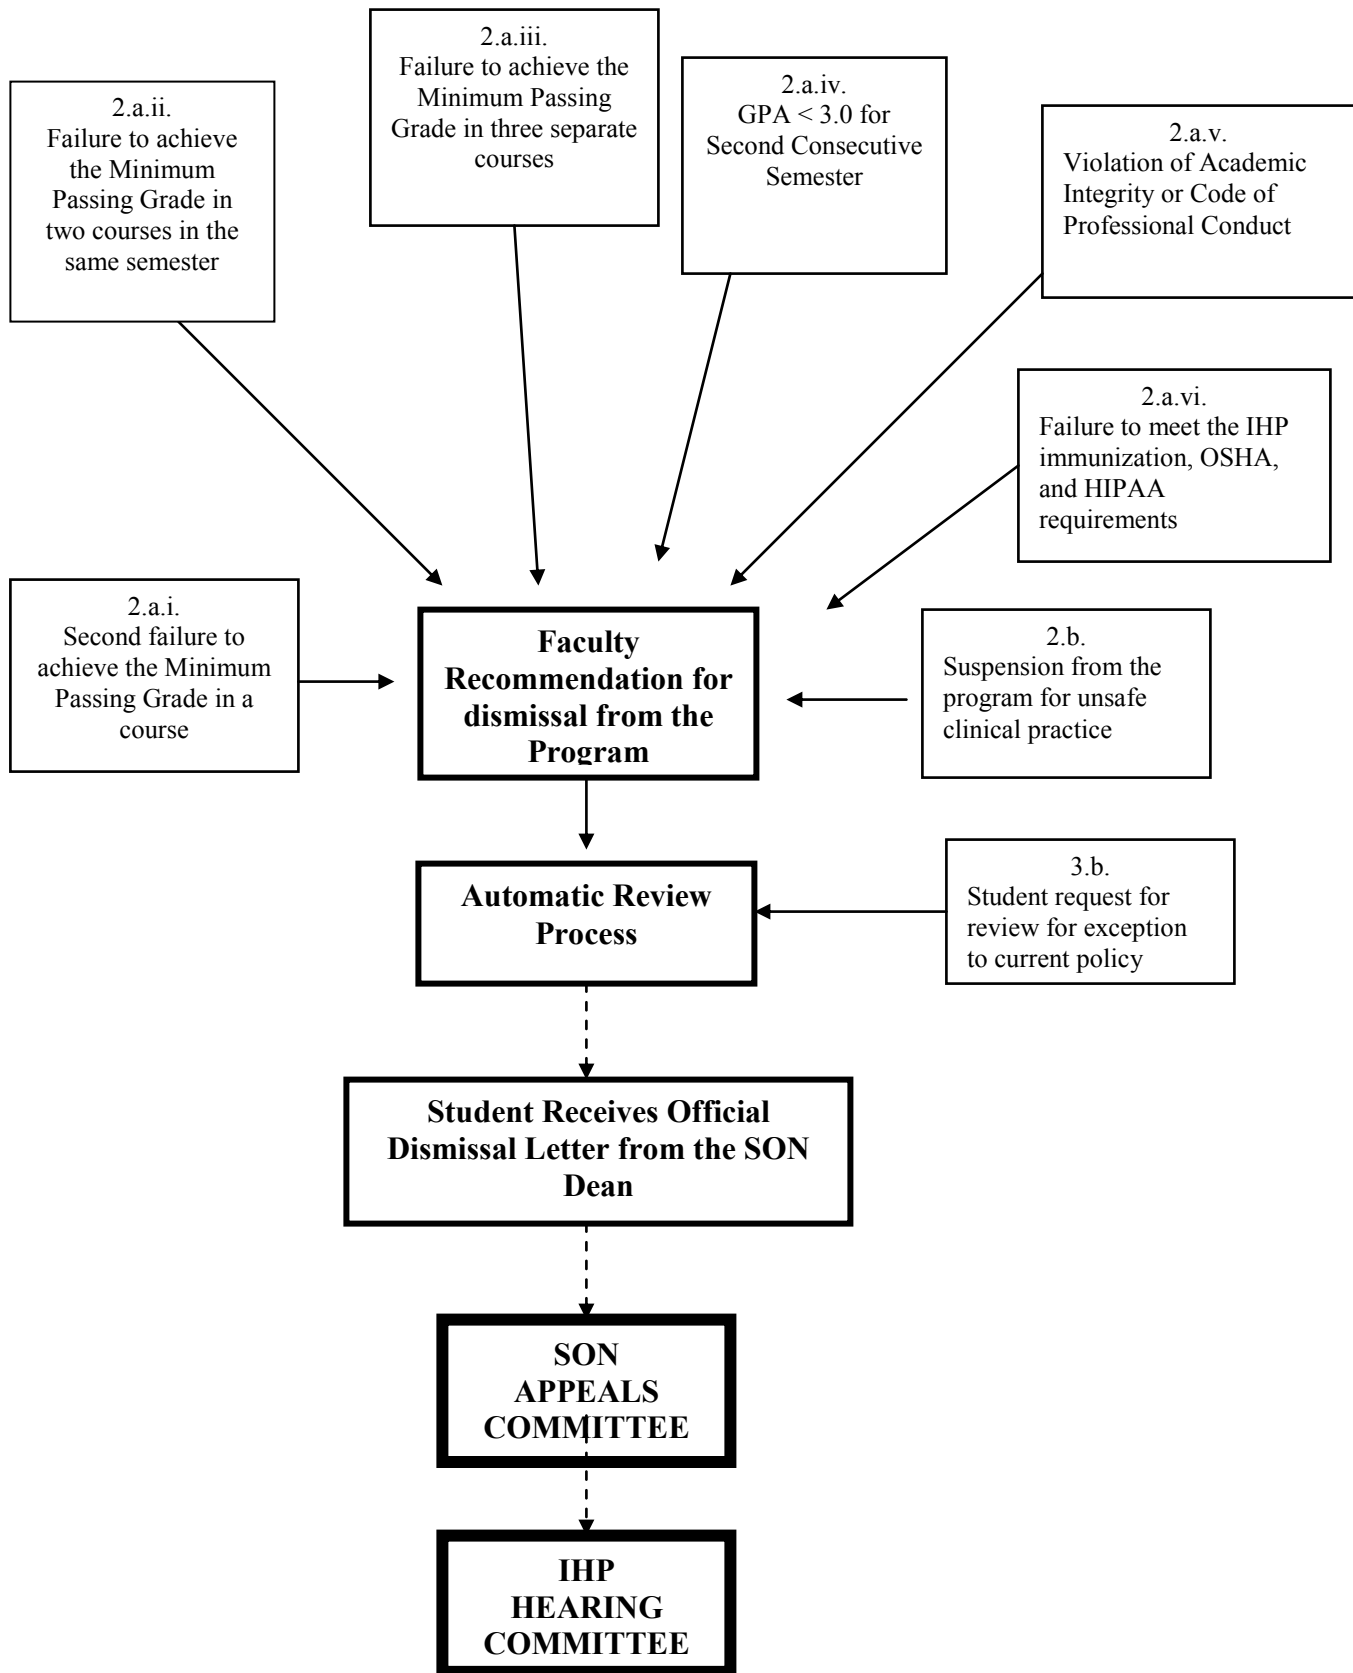 2.a.ii.
Failure to achieve
the Minimum
Passing Grade in
two courses in the
same semester
2.a.iii.
Failure to achieve the
Minimum Passing
Grade in three separate
courses
2.a.iv.
GPA < 3.0 for
Second Consecutive
Semester
2.a.v.
Violation of Academic
Integrity or Code of
Professional Conduct
2.a.vi.
Failure to meet the IHP
immunization, OSHA,
and HIPAA
requirements
2.a.i.
Second failure to
achieve the Minimum
Passing Grade in a
course
Faculty
Recommendation for
dismissal from the
Program
2.b.
Suspension from the
program for unsafe
clinical practice
Automatic Review
Process
3.b.
Student request for
review for exception
to current policy
Student Receives Official
Dismissal Letter from the SON
Dean
SON
APPEALS
COMMITTEE
IHP
HEARING
COMMITTEE